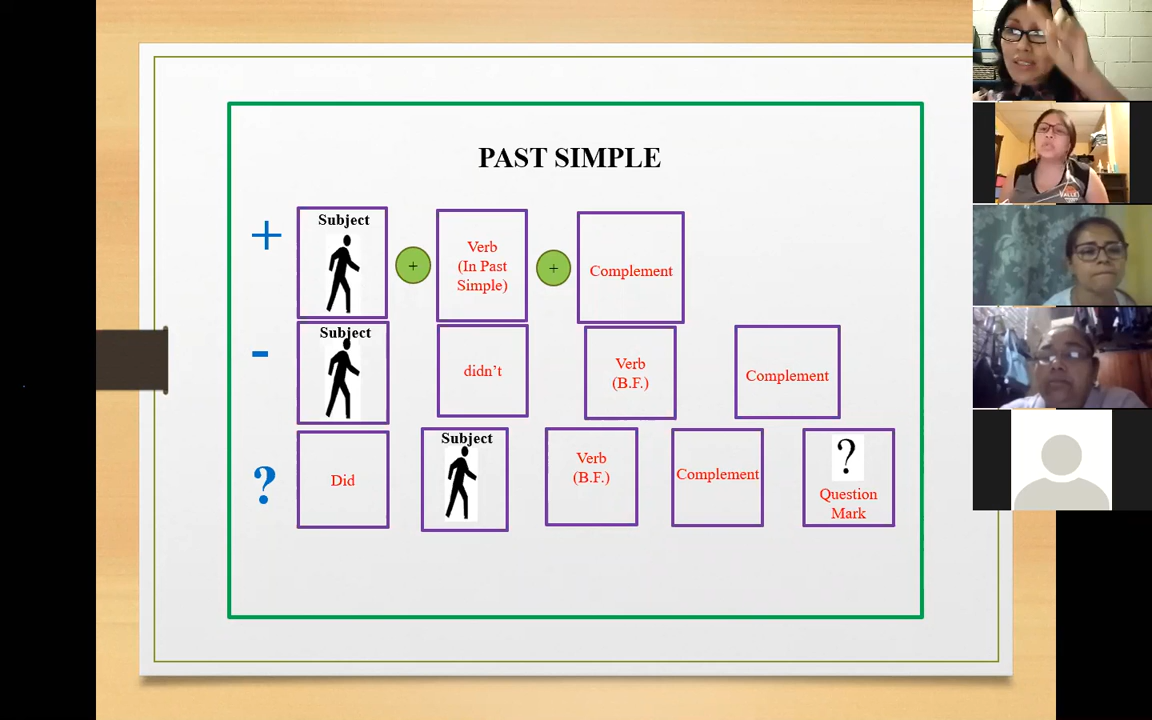 PAST SIMPLE
+
Subject
+
Verb
(In Past
Simple)
+
Complement
-
Subject
didn't
Verb
(B.F.)
Complement
?
Did
Subject
Verb
(B.F.)
Complement
?
Question
Mark